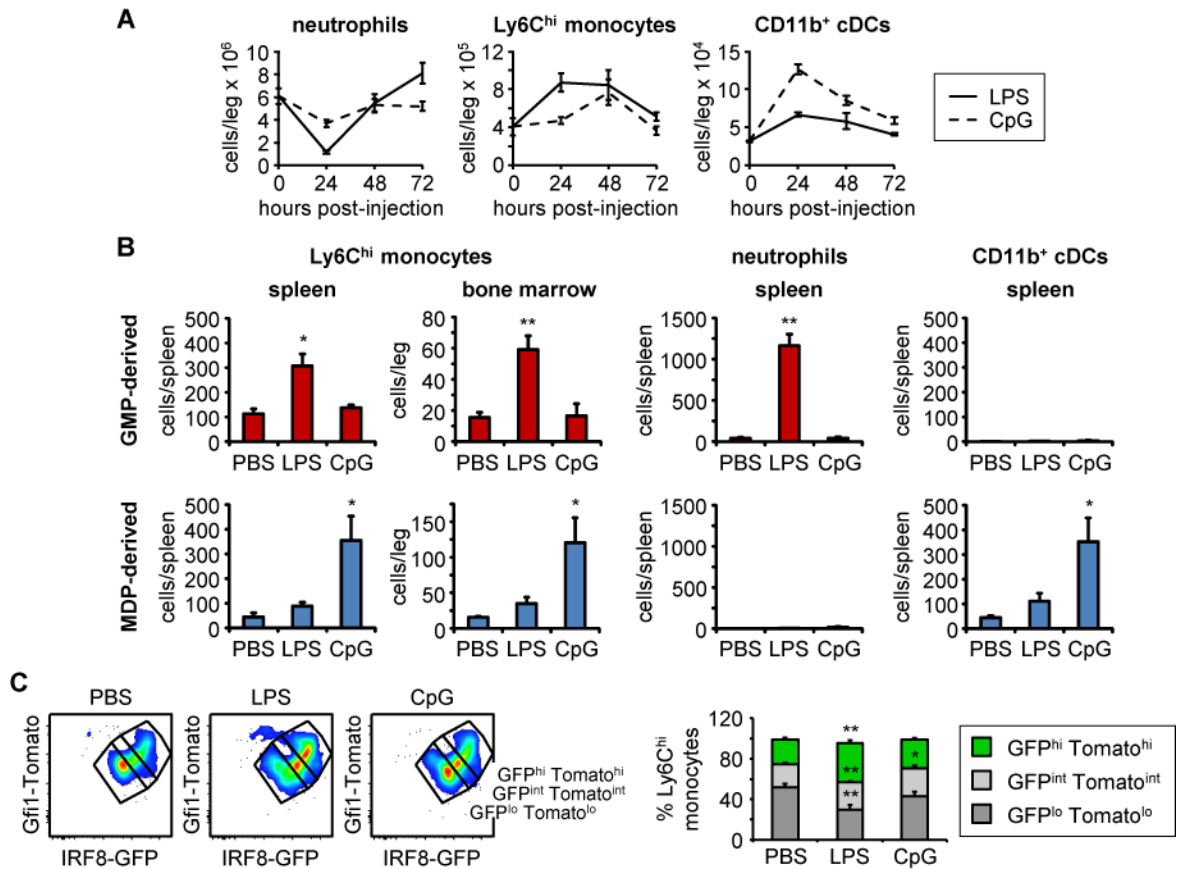 A
neutrophils
Ly6Chi monocytes
CD11b+ cDCs
cells/leg x 10⁶
10
8
6
4
2
0
0 24 48 72
hours post-injection
cells/leg x 10⁵
12
8
4
0
0 24 48 72
hours post-injection
cells/leg x 10⁴
15
10
5
0
0 24 48 72
hours post-injection
LPS
CpG
B
Ly6Chi monocytes
neutrophils
CD11b+ cDCs
spleen
bone marrow
spleen
spleen
GMP-derived
cells/spleen
500
400
300
200
100
0
*
PBS LPS CpG
cells/leg
80
60
40
20
0
**
PBS LPS CpG
cells/spleen
1500
1000
500
0
**
PBS LPS CpG
cells/spleen
500
400
300
200
100
0
PBS LPS CpG
MDP-derived
cells/spleen
500
400
300
200
100
0
*
PBS LPS CpG
cells/leg
150
100
50
0
*
PBS LPS CpG
cells/spleen
1500
1000
500
0
PBS LPS CpG
cells/spleen
500
400
300
200
100
0
*
PBS LPS CpG
C
PBS
LPS
CpG
Gfi1-Tomato
IRF8-GFP
Gfi1-Tomato
IRF8-GFP
Gfi1-Tomato
IRF8-GFP
GFPhi Tomatohi
GFPint Tomatoint
GFPlo Tomatolo
% Ly6Chi
monocytes
120
80
40
0
**
**
**
*
PBS LPS CpG
GFPhi Tomatohi
GFPint Tomatoint
GFPlo Tomatolo